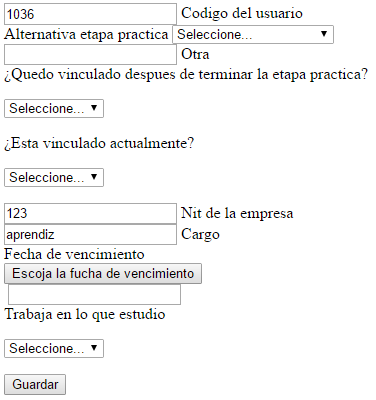 1036 Codigo del usuario
Alternativa etapa practica Seleccione...
Otra
¿Quedo vinculado despues de terminar la etapa practica?
Seleccione...
¿Esta vinculado actualmente?
Seleccione...
123 Nit de la empresa
aprendiz Cargo
Fecha de vencimiento
Escoja la fucha de vencimiento
Trabaja en lo que estudio
Seleccione...
Guardar